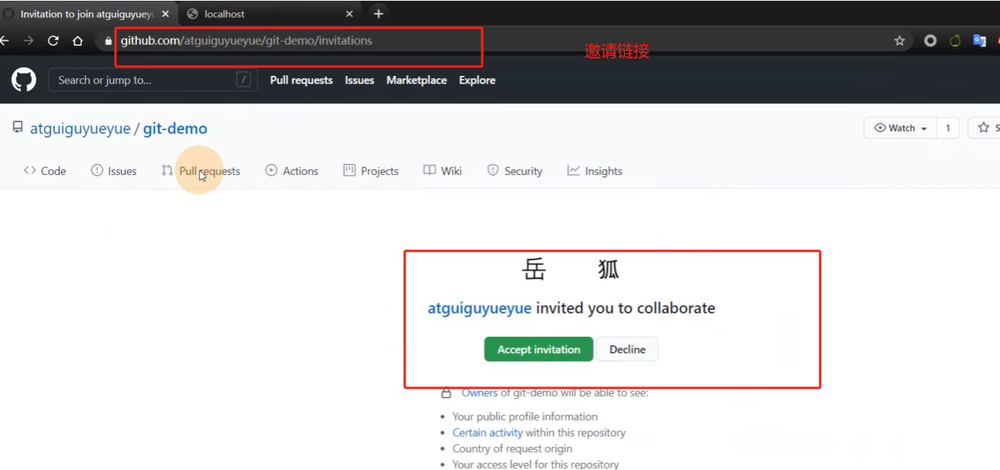 Invitation to join atguiguyuey
localhost
github.com/atguiguyueyue/git-demo/invitations
邀请链接
Search or jump to...
/
Pull requests Issues Marketplace Explore
atguiguyueyue / git-demo
Watch 1 S
Code Issues Pull requests Actions Projects Wiki Security Insights
岳 狐
atguiguyueyue invited you to collaborate
Accept invitation Decline
Owners of git-demo will be able to see:
Your public profile information
Certain activity within this repository
Country of request origin
Your access level for this repository